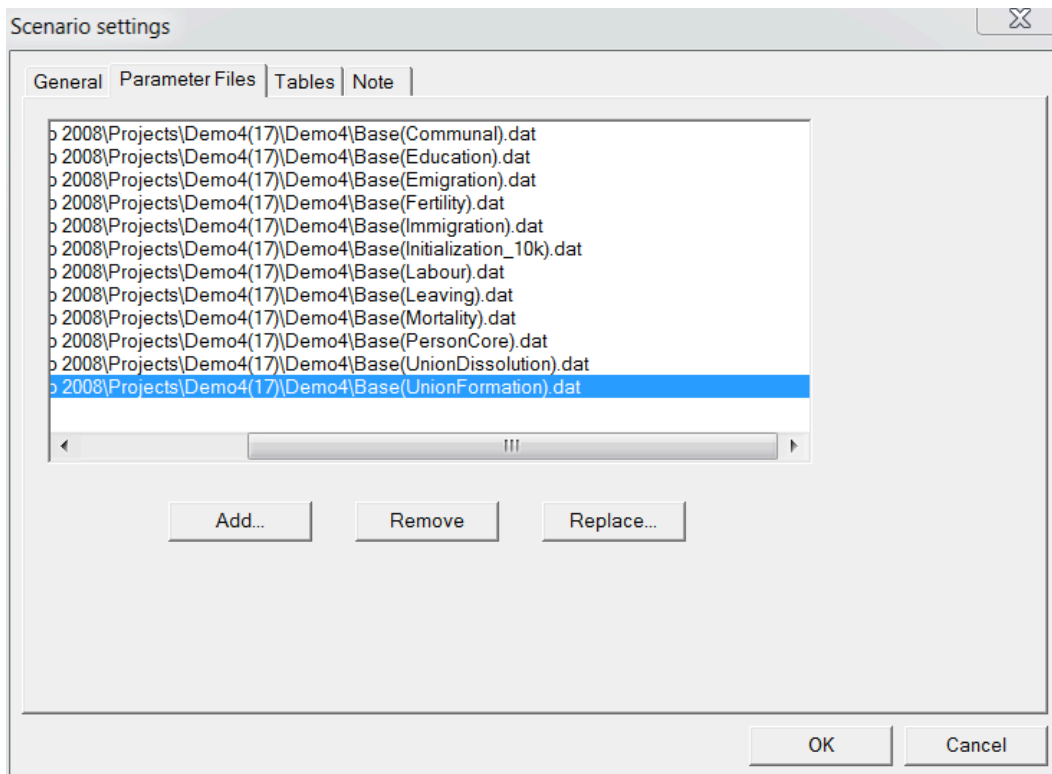 Scenario settings
General Parameter Files Tables Note
2008\Projects\Demo4(17)\Demo4\Base(Communal).dat
2008\Projects\Demo4(17)\Demo4\Base(Education).dat
2008\Projects\Demo4(17)\Demo4\Base(Emigration).dat
2008\Projects\Demo4(17)\Demo4\Base(Fertility).dat
2008\Projects\Demo4(17)\Demo4\Base(Immigration).dat
2008\Projects\Demo4(17)\Demo4\Base(Initialization_10k).dat
2008\Projects\Demo4(17)\Demo4\Base(Labour).dat
2008\Projects\Demo4(17)\Demo4\Base(Leaving).dat
2008\Projects\Demo4(17)\Demo4\Base(Mortality).dat
2008\Projects\Demo4(17)\Demo4\Base(PersonCore).dat
2008\Projects\Demo4(17)\Demo4\Base(UnionDissolution).dat
2008\Projects\Demo4(17)\Demo4\Base(UnionFormation).dat
Add... Remove Replace...
OK Cancel